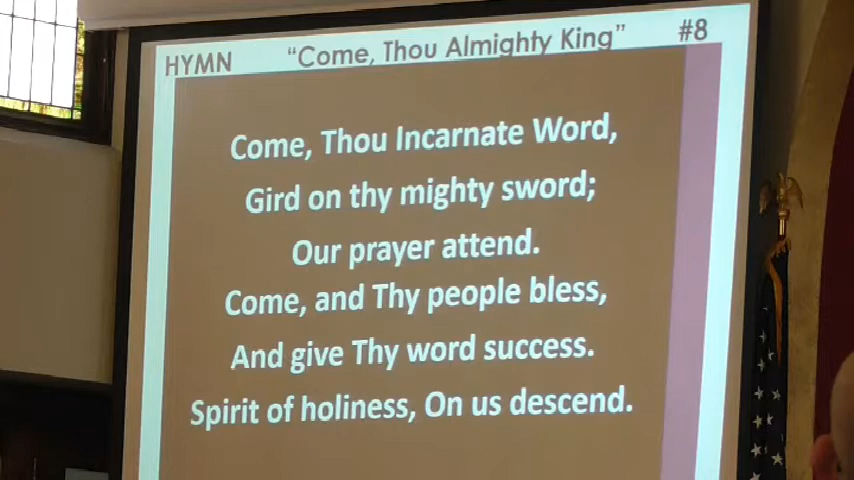 HYMN "Come, Thou Almighty King" #8
Come, Thou Incarnate Word,
Gird on thy mighty sword;
Our prayer attend.
Come, and Thy people bless,
And give Thy word success.
Spirit of holiness, On us descend.